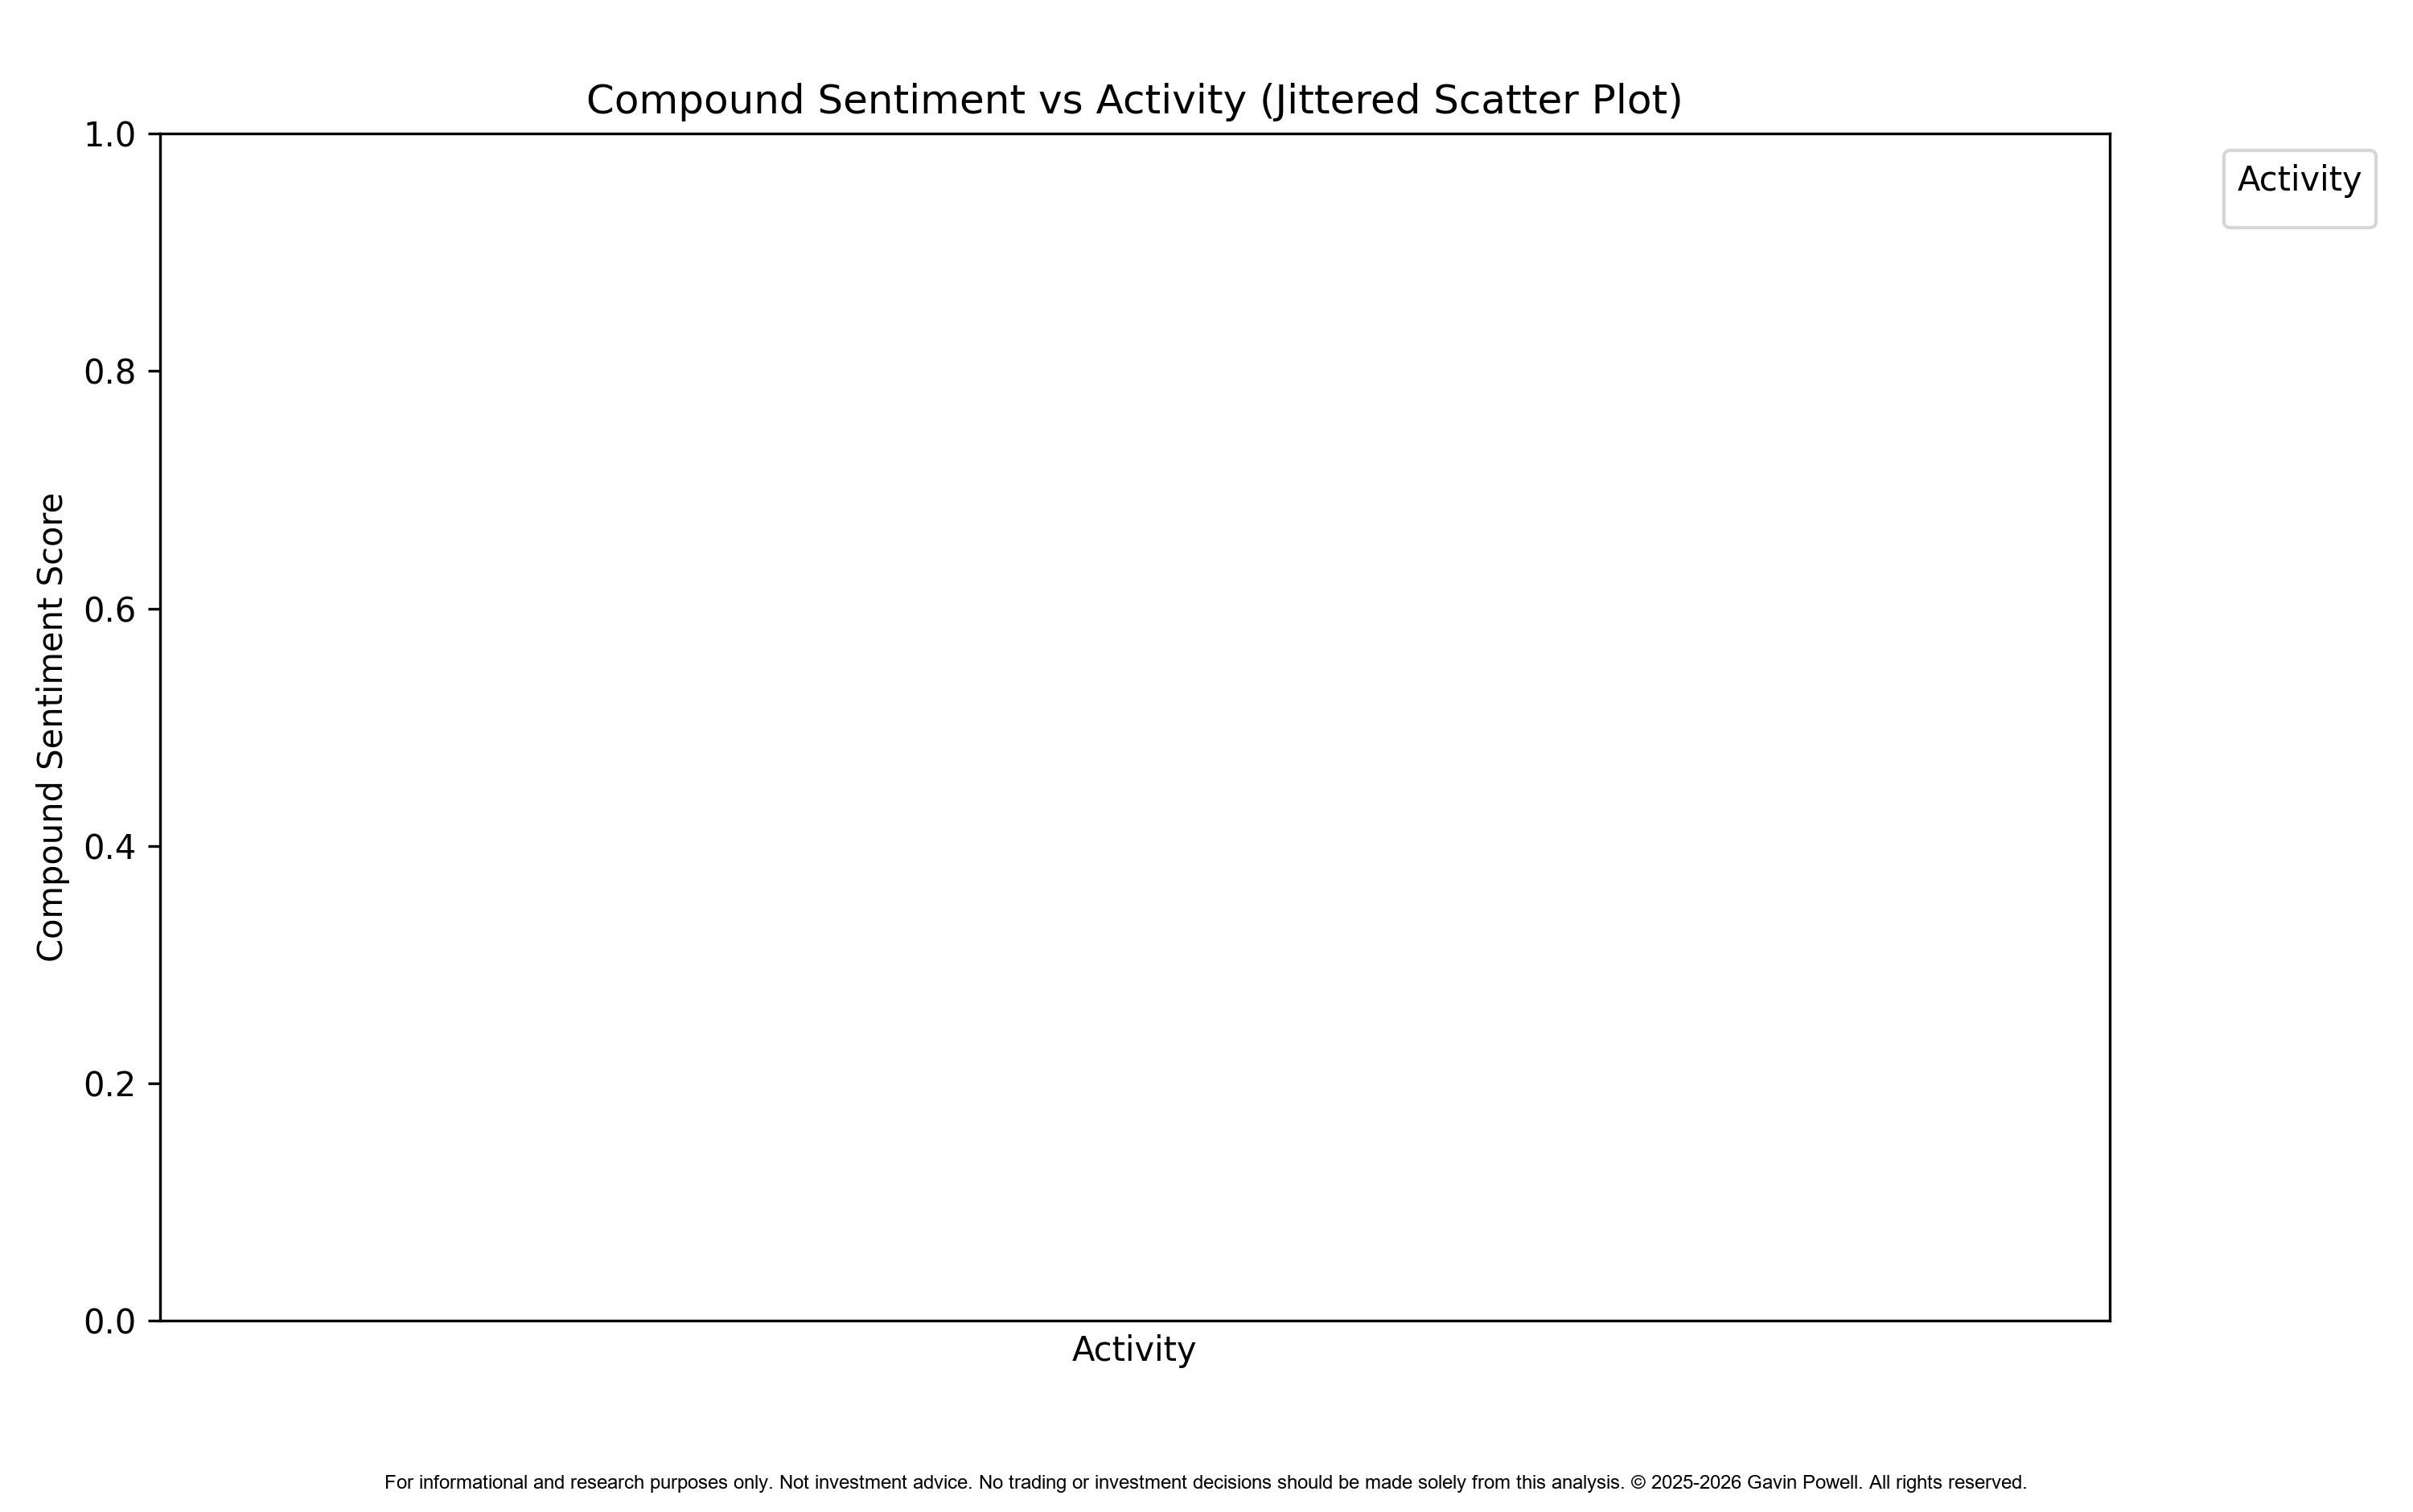 Compound Sentiment vs Activity (Jittered Scatter Plot)
Activity
1.0
0.8
0.6
0.4
0.2
0.0
Compound Sentiment Score
Activity
For informational and research purposes only. Not investment advice. No trading or investment decisions should be made solely from this analysis. © 2025-2026 Gavin Powell. All rights reserved.